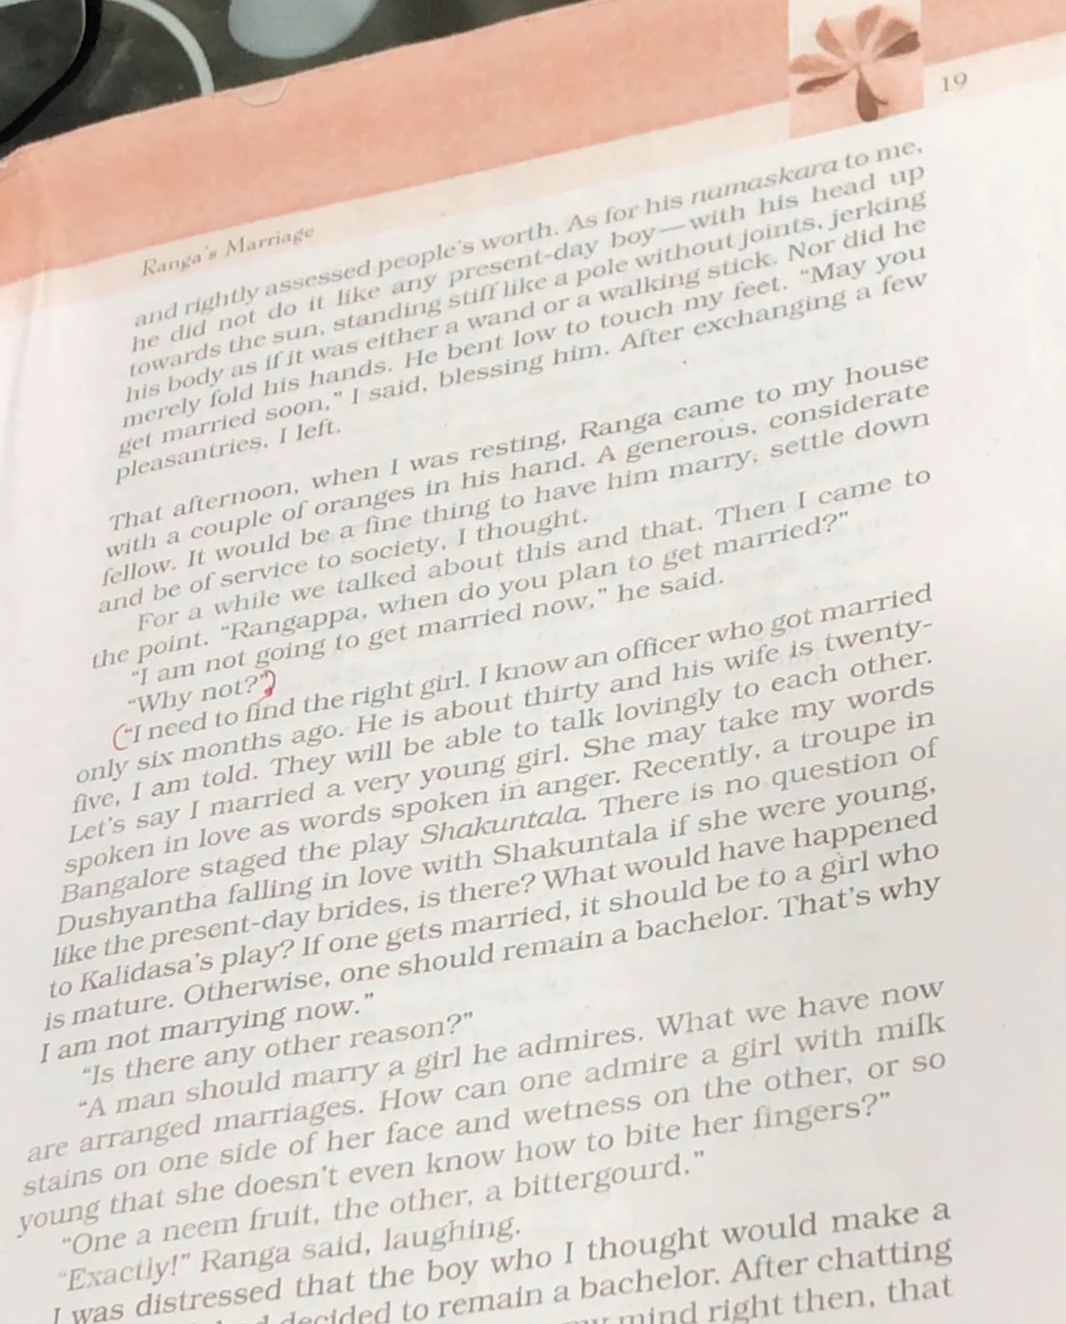 19
Ranga's Marriage
and rightly assessed people's worth. As for his namaskara to me,
he did not do it like any present-day boy—with his head up
towards the sun, standing stiff like a pole without joints, jerking
his body as if it was either a wand or a walking stick. Nor did he
merely fold his hands. He bent low to touch my feet. “May you
get married soon,” I said, blessing him. After exchanging a few
pleasantries, I left.
That afternoon, when I was resting, Ranga came to my house
with a couple of oranges in his hand. A generous, considerate
fellow. It would be a fine thing to have him marry, settle down
and be of service to society, I thought.
For a while we talked about this and that. Then I came to
the point. “Rangappa, when do you plan to get married?”
“I am not going to get married now,” he said.
“Why not?”
“I need to find the right girl. I know an officer who got married
only six months ago. He is about thirty and his wife is twenty-
five, I am told. They will be able to talk lovingly to each other.
Let's say I married a very young girl. She may take my words
spoken in love as words spoken in anger. Recently, a troupe in
Bangalore staged the play Shakuntala. There is no question of
Dushyantha falling in love with Shakuntala if she were young,
like the present-day brides, is there? What would have happened
to Kalidasa's play? If one gets married, it should be to a girl who
is mature. Otherwise, one should remain a bachelor. That's why
I am not marrying now.”
“Is there any other reason?”
“A man should marry a girl he admires. What we have now
are arranged marriages. How can one admire a girl with milk
stains on one side of her face and wetness on the other, or so
young that she doesn't even know how to bite her fingers?”
“One a neem fruit, the other, a bittergourd.”
“Exactly!” Ranga said, laughing.
I was distressed that the boy who I thought would make a
decided to remain a bachelor. After chatting
mind right then, that